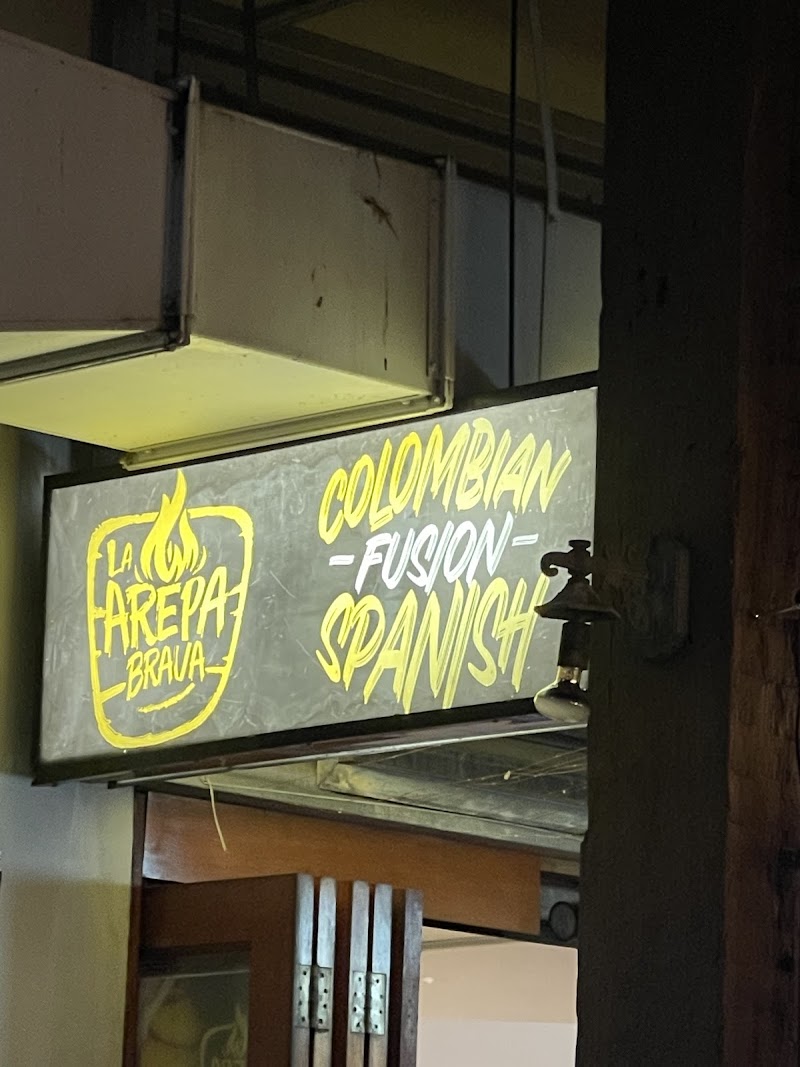 LA
AREPA
BRAVA
COLOMBIAN
-FUSION-
SPANISH